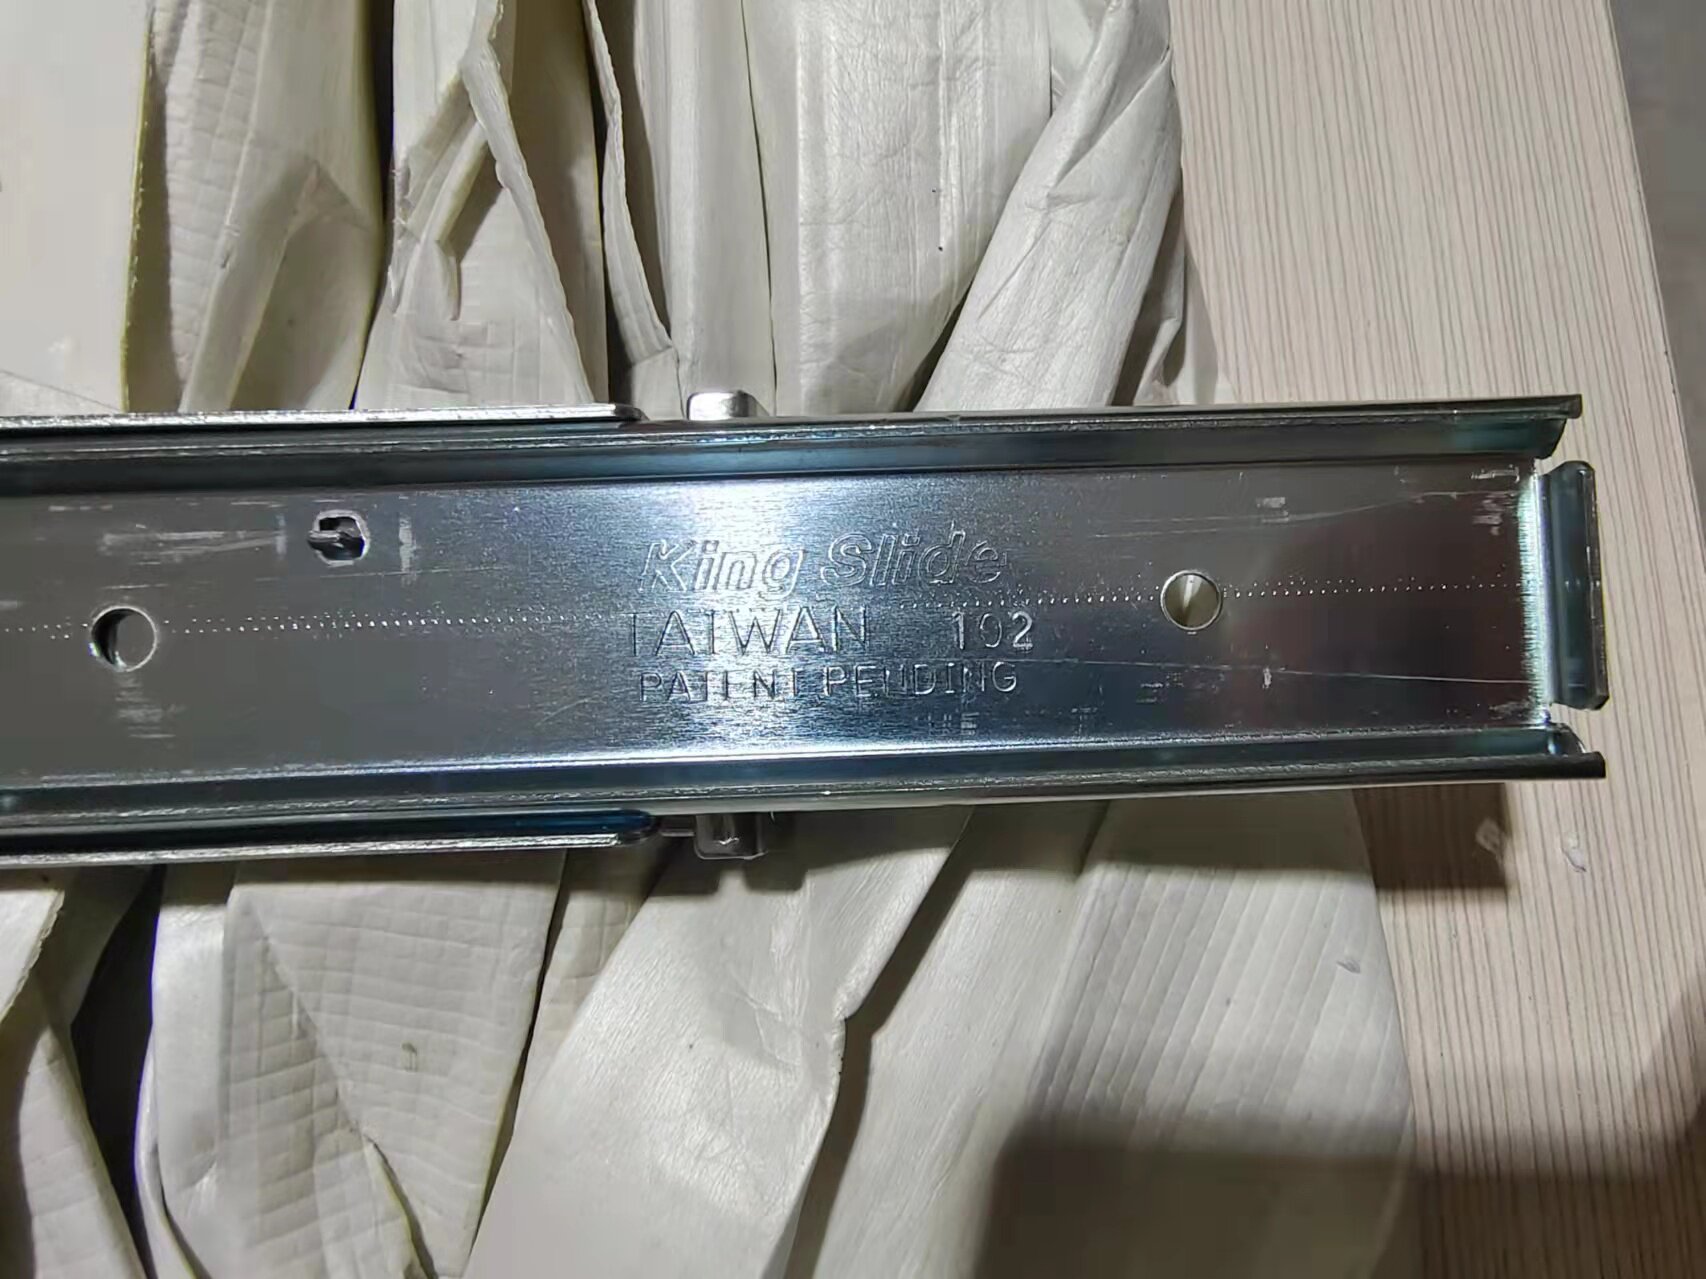 King Slide
TAIWAN 102
PATENT PENDING